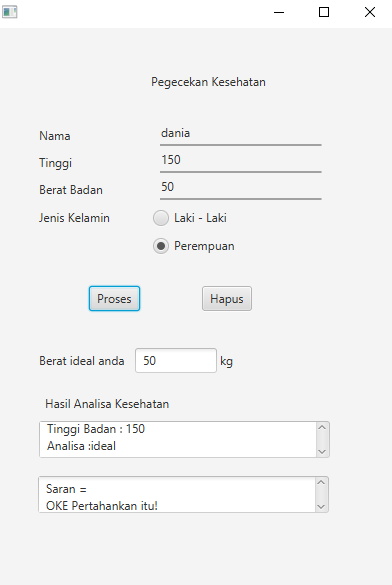 Pegecekan Kesehatan
Nama dania
Tinggi 150
Berat Badan 50
Jenis Kelamin Laki - Laki
Perempuan
Proses Hapus
Berat ideal anda 50 kg
Hasil Analisa Kesehatan
Tinggi Badan : 150
Analisa :ideal
Saran =
OKE Pertahankan itu!